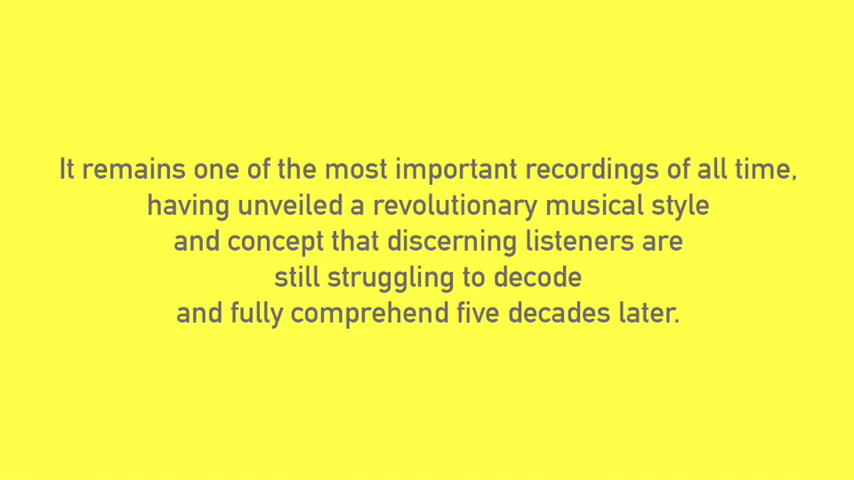 It remains one of the most important recordings of all time,
having unveiled a revolutionary musical style
and concept that discerning listeners are
still struggling to decode
and fully comprehend five decades later.